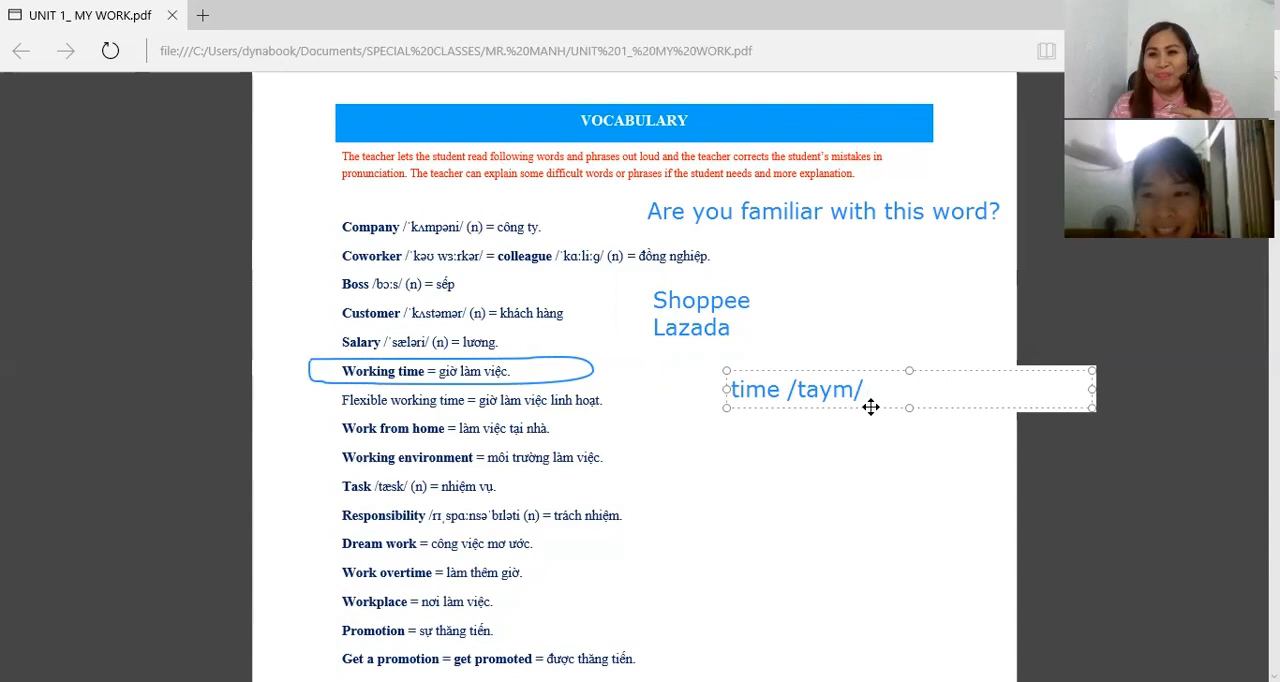 UNIT 1_ MY WORK.pdf
file:///C:/Users/dynabook/Documents/SPECIAL%20CLASSES/MR.%20MANH/UNIT%201_%20MY%20WORK.pdf
VOCABULARY
The teacher lets the student read following words and phrases out loud and the teacher corrects the student’s mistakes in
pronunciation. The teacher can explain some difficult words or phrases if the student needs and more explanation.
Are you familiar with this word?
Company /ˈkʌmpəni/ (n) = công ty.
Coworker /ˈkəʊ wɜːrkər/ = colleague /ˈkɑːliːɡ/ (n) = đồng nghiệp.
Boss /bɔːs/ (n) = sếp
Shoppee
Customer /ˈkʌstəmər/ (n) = khách hàng
Lazada
Salary /ˈsæləri/ (n) = lương.
Working time = giờ làm việc.
time /taym/
Flexible working time = giờ làm việc linh hoạt.
Work from home = làm việc tại nhà.
Working environment = môi trường làm việc.
Task /tæsk/ (n) = nhiệm vụ.
Responsibility /rɪˌspɑːnsəˈbɪləti (n) = trách nhiệm.
Dream work = công việc mơ ước.
Work overtime = làm thêm giờ.
Workplace = nơi làm việc.
Promotion = sự thăng tiến.
Get a promotion = get promoted = được thăng tiến.